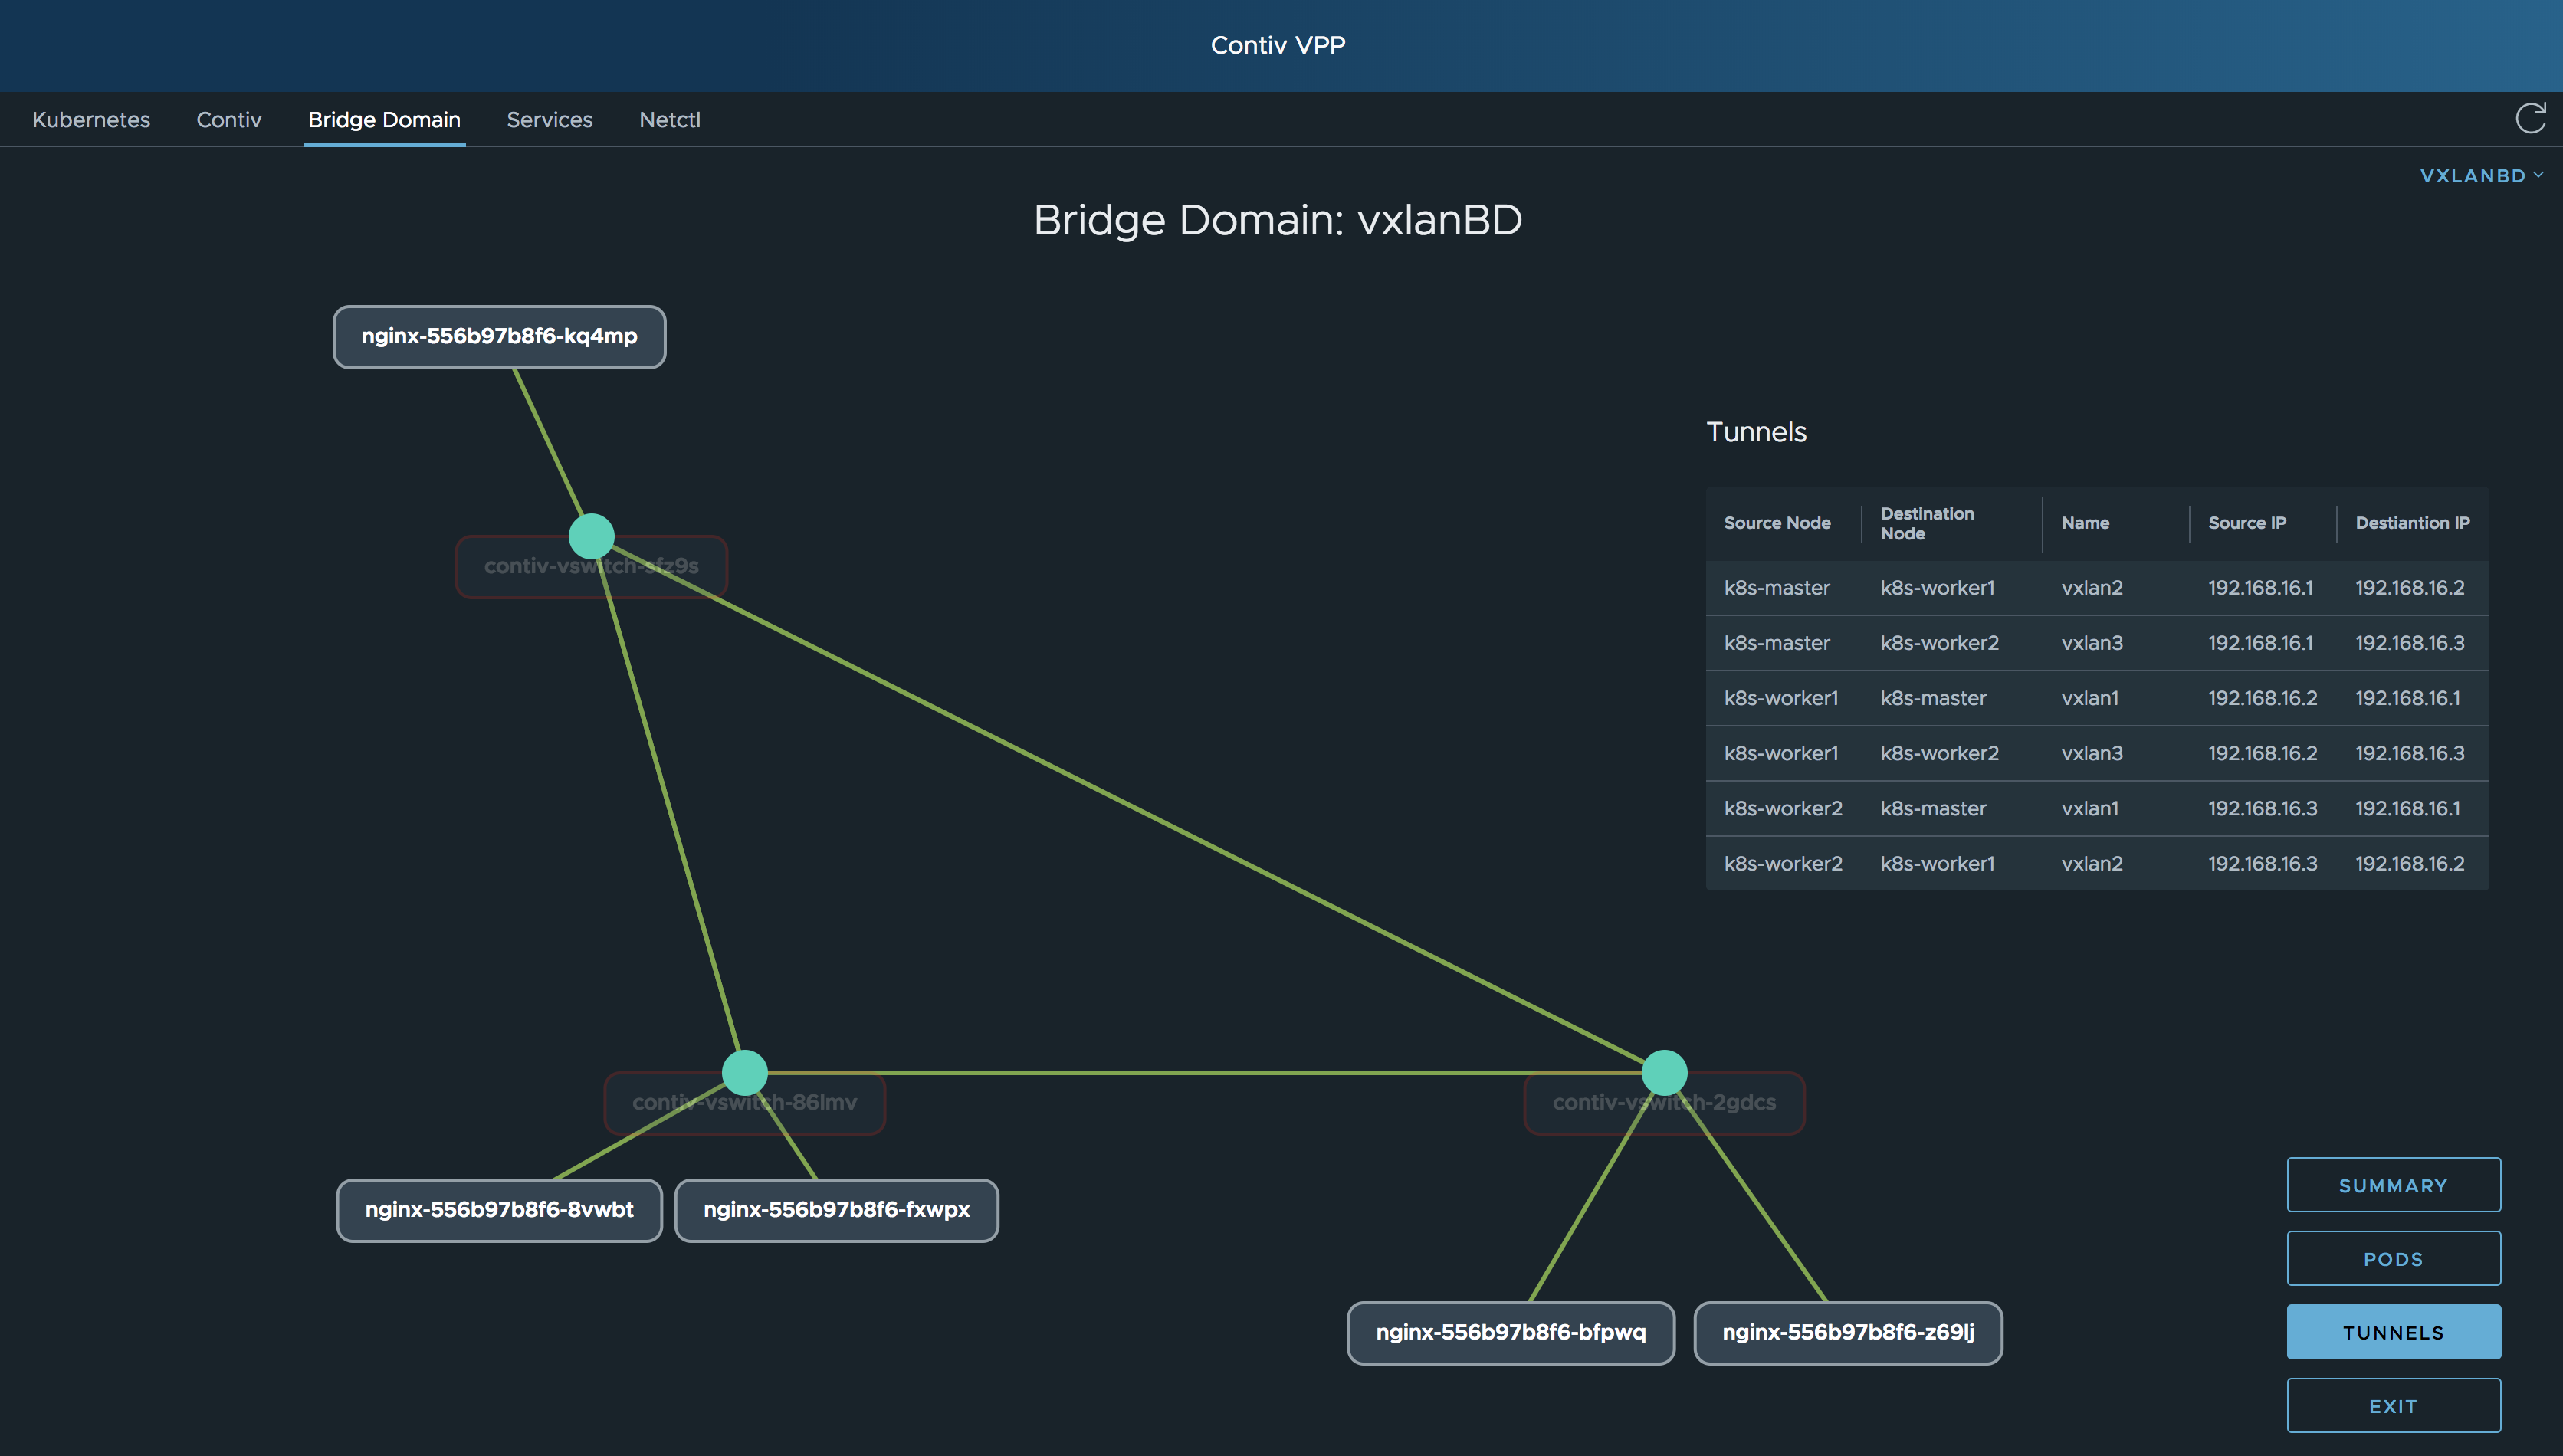 Contiv VPP
Kubernetes Contiv Bridge Domain Services Netctl
VXLANBD
Bridge Domain: vxlanBD
nginx-556b97b8f6-kq4mp
contiv-vswitch-sfz9s
Tunnels
Source Node Destination Node Name Source IP Destiantion IP
k8s-master k8s-worker1 vxlan2 192.168.16.1 192.168.16.2
k8s-master k8s-worker2 vxlan3 192.168.16.1 192.168.16.3
k8s-worker1 k8s-master vxlan1 192.168.16.2 192.168.16.1
k8s-worker1 k8s-worker2 vxlan3 192.168.16.2 192.168.16.3
k8s-worker2 k8s-master vxlan1 192.168.16.3 192.168.16.1
k8s-worker2 k8s-worker1 vxlan2 192.168.16.3 192.168.16.2
contiv-vswitch-86lmv
contiv-vswitch-2gdcs
nginx-556b97b8f6-8vwbt
nginx-556b97b8f6-fxwpx
nginx-556b97b8f6-bfpwq
nginx-556b97b8f6-z69lj
SUMMARY
PODS
TUNNELS
EXIT